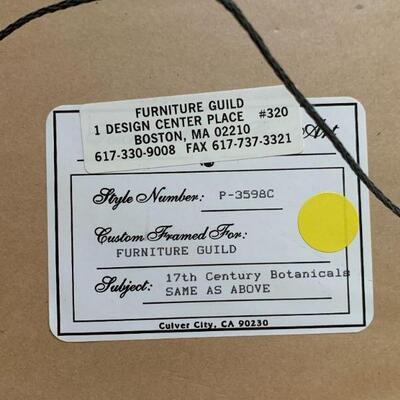 FURNITURE GUILD
1 DESIGN CENTER PLACE #320
BOSTON, MA 02210
617-330-9008 FAX 617-737-3321
Art
Style Number: P-3598C
Custom Framed For:
FURNITURE GUILD
Subject: 17th Century Botanicals
SAME AS ABOVE
Culver City, CA 90230